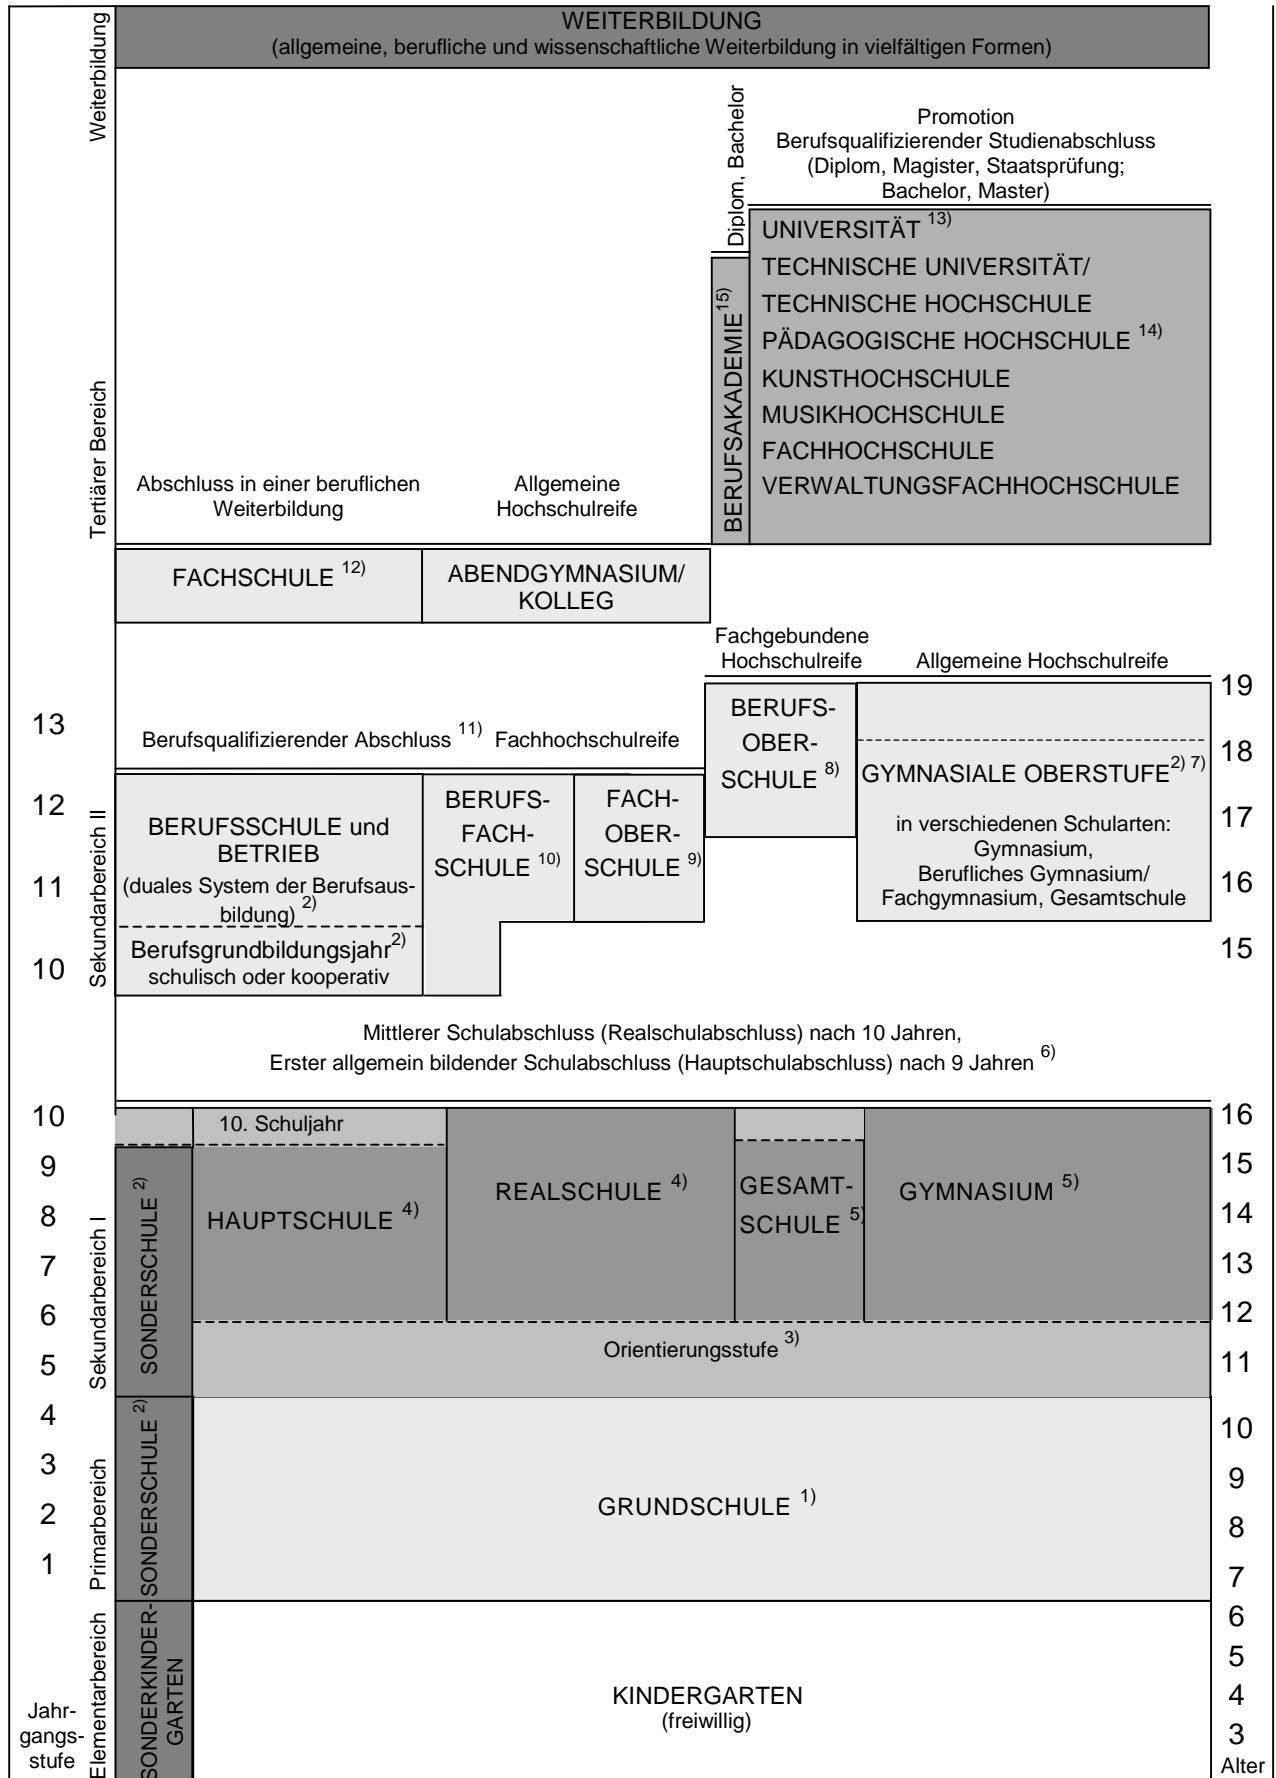 WEITERBILDUNG
(allgemeine, berufliche und wissenschaftliche Weiterbildung in vielfältigen Formen)
Weiterbildung
Diplom, Bachelor
Promotion
Berufsqualifizierender Studienabschluss
(Diplom, Magister, Staatsprüfung;
Bachelor, Master)
Tertiärer Bereich
BERUFSAKADEMIE 15)
UNIVERSITÄT 13)
TECHNISCHE UNIVERSITÄT/
TECHNISCHE HOCHSCHULE
PÄDAGOGISCHE HOCHSCHULE 14)
KUNSTHOCHSCHULE
MUSIKHOCHSCHULE
FACHHOCHSCHULE
VERWALTUNGSFACHHOCHSCHULE
Abschluss in einer beruflichen
Weiterbildung
Allgemeine
Hochschulreife
FACHSCHULE 12)
ABENDGYMNASIUM/
KOLLEG
Fachgebundene
Hochschulreife
Allgemeine Hochschulreife
19
13
Berufsqualifizierender Abschluss 11)
Fachhochschulreife
BERUFS-
OBER-
SCHULE 8)
18
GYMNASIALE OBERSTUFE 2) 7)
in verschiedenen Schularten:
Gymnasium,
Berufliches Gymnasium/
Fachgymnasium, Gesamtschule
12
17
Sekundarbereich II
BERUFSSCHULE und
BETRIEB
(duales System der Berufsaus-
bildung) 2)
Berufsgrundbildungsjahr 2)
schulisch oder kooperativ
BERUFS-
FACH-
SCHULE 10)
FACH-
OBER-
SCHULE 9)
11
16
10
15
Mittlerer Schulabschluss (Realschulabschluss) nach 10 Jahren,
Erster allgemein bildender Schulabschluss (Hauptschulabschluss) nach 9 Jahren 6)
10
10. Schuljahr
16
9
15
8
14
7
13
6
12
5
11
Sekundarbereich I
SONDERSCHULE 2)
HAUPTSCHULE 4)
REALSCHULE 4)
GESAMT-
SCHULE 5)
GYMNASIUM 5)
Orientierungsstufe 3)
4
10
3
9
2
8
1
7
Primarbereich
SONDERSCHULE 2)
GRUNDSCHULE 1)
6
5
4
3
Elementarbereich
SONDERKINDER-
GARTEN
KINDERGARTEN
(freiwillig)
Jahr-
gangs-
stufe
Alter